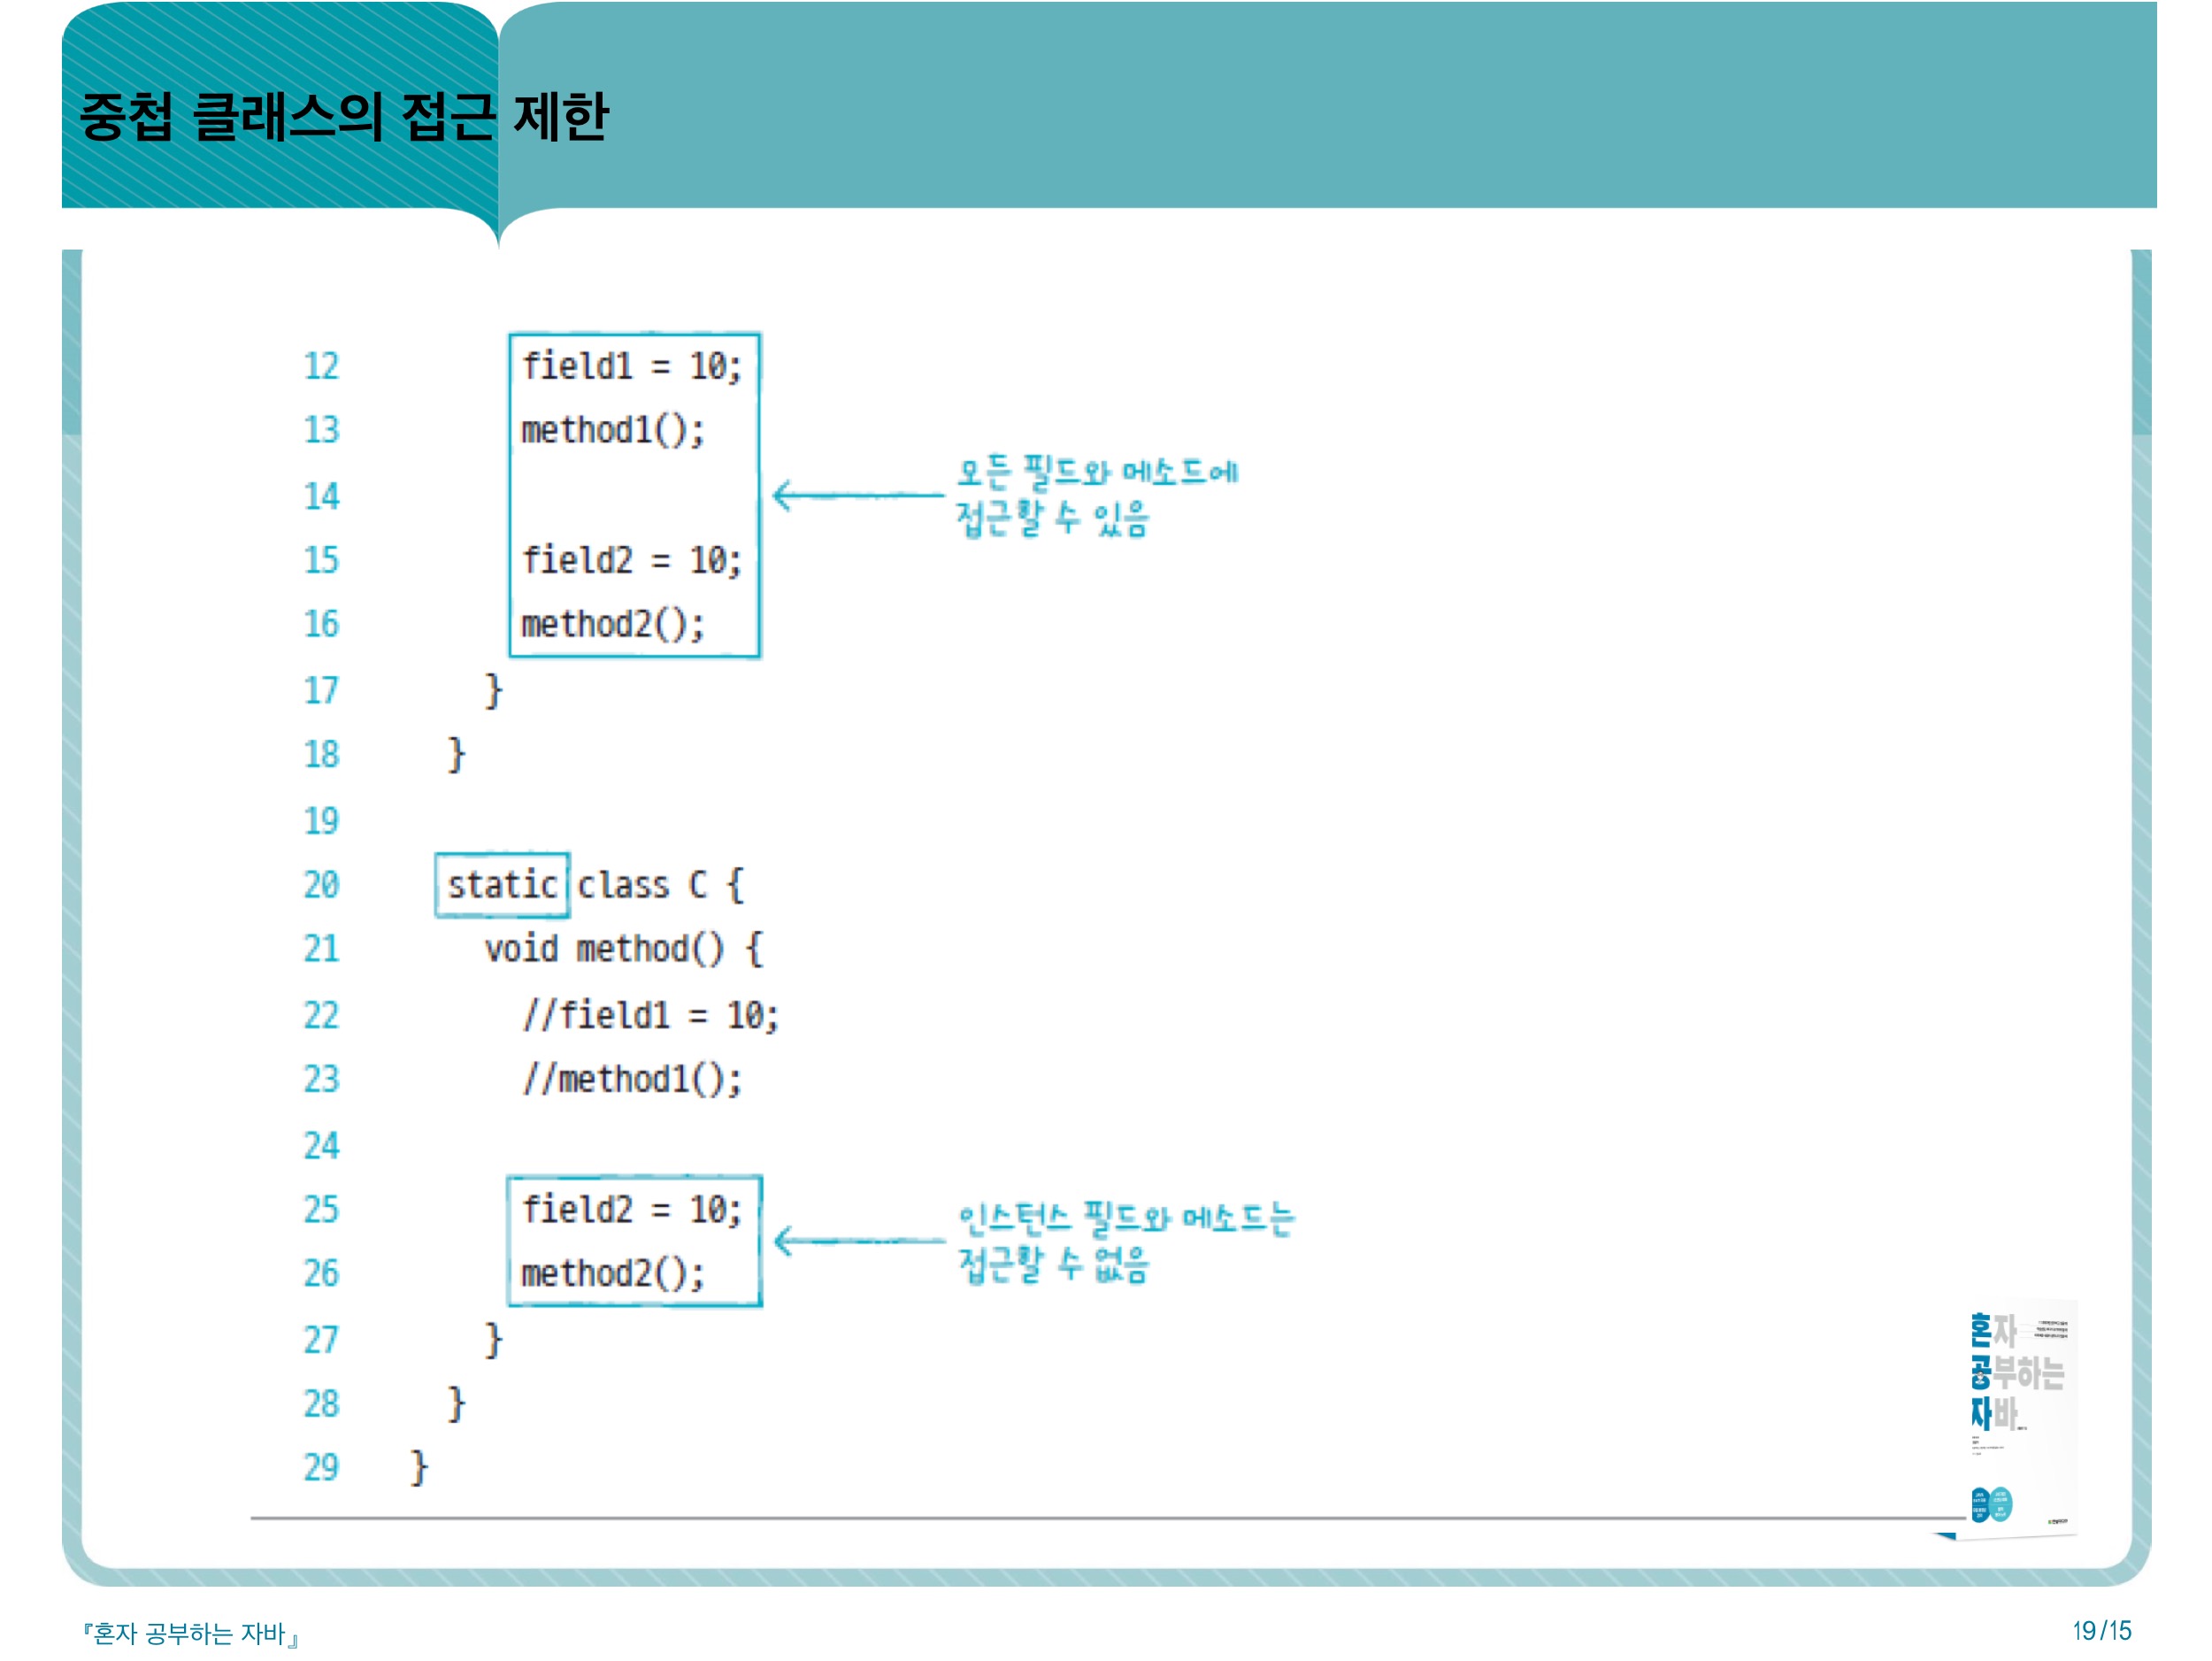 중첩 클래스의 접근 제한
12 field1 = 10;
13 method1();
14
모든 필드와 메소드에
접근할 수 있음
15 field2 = 10;
16 method2();
17 }
18 }
19
20 static class C {
21 void method() {
22 //field1 = 10;
23 //method1();
24
25 field2 = 10;
26 method2();
인스턴스 필드와 메소드는
접근할 수 없음
27 }
28 }
29 }
혼자
공부하는
자바
『혼자 공부하는 자바』
19/15